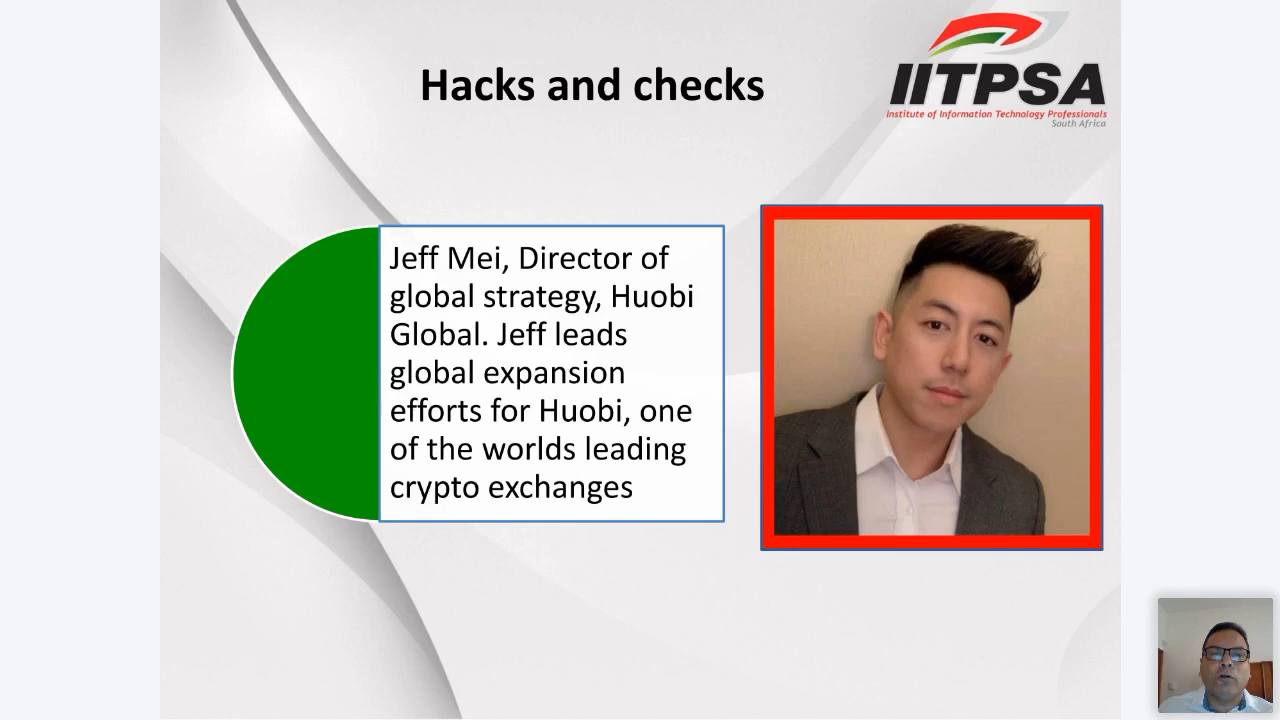 Hacks and checks
IITPSA
Institute of Information Technology Professionals
South Africa
Jeff Mei, Director of
global strategy, Huobi
Global. Jeff leads
global expansion
efforts for Huobi, one
of the worlds leading
crypto exchanges